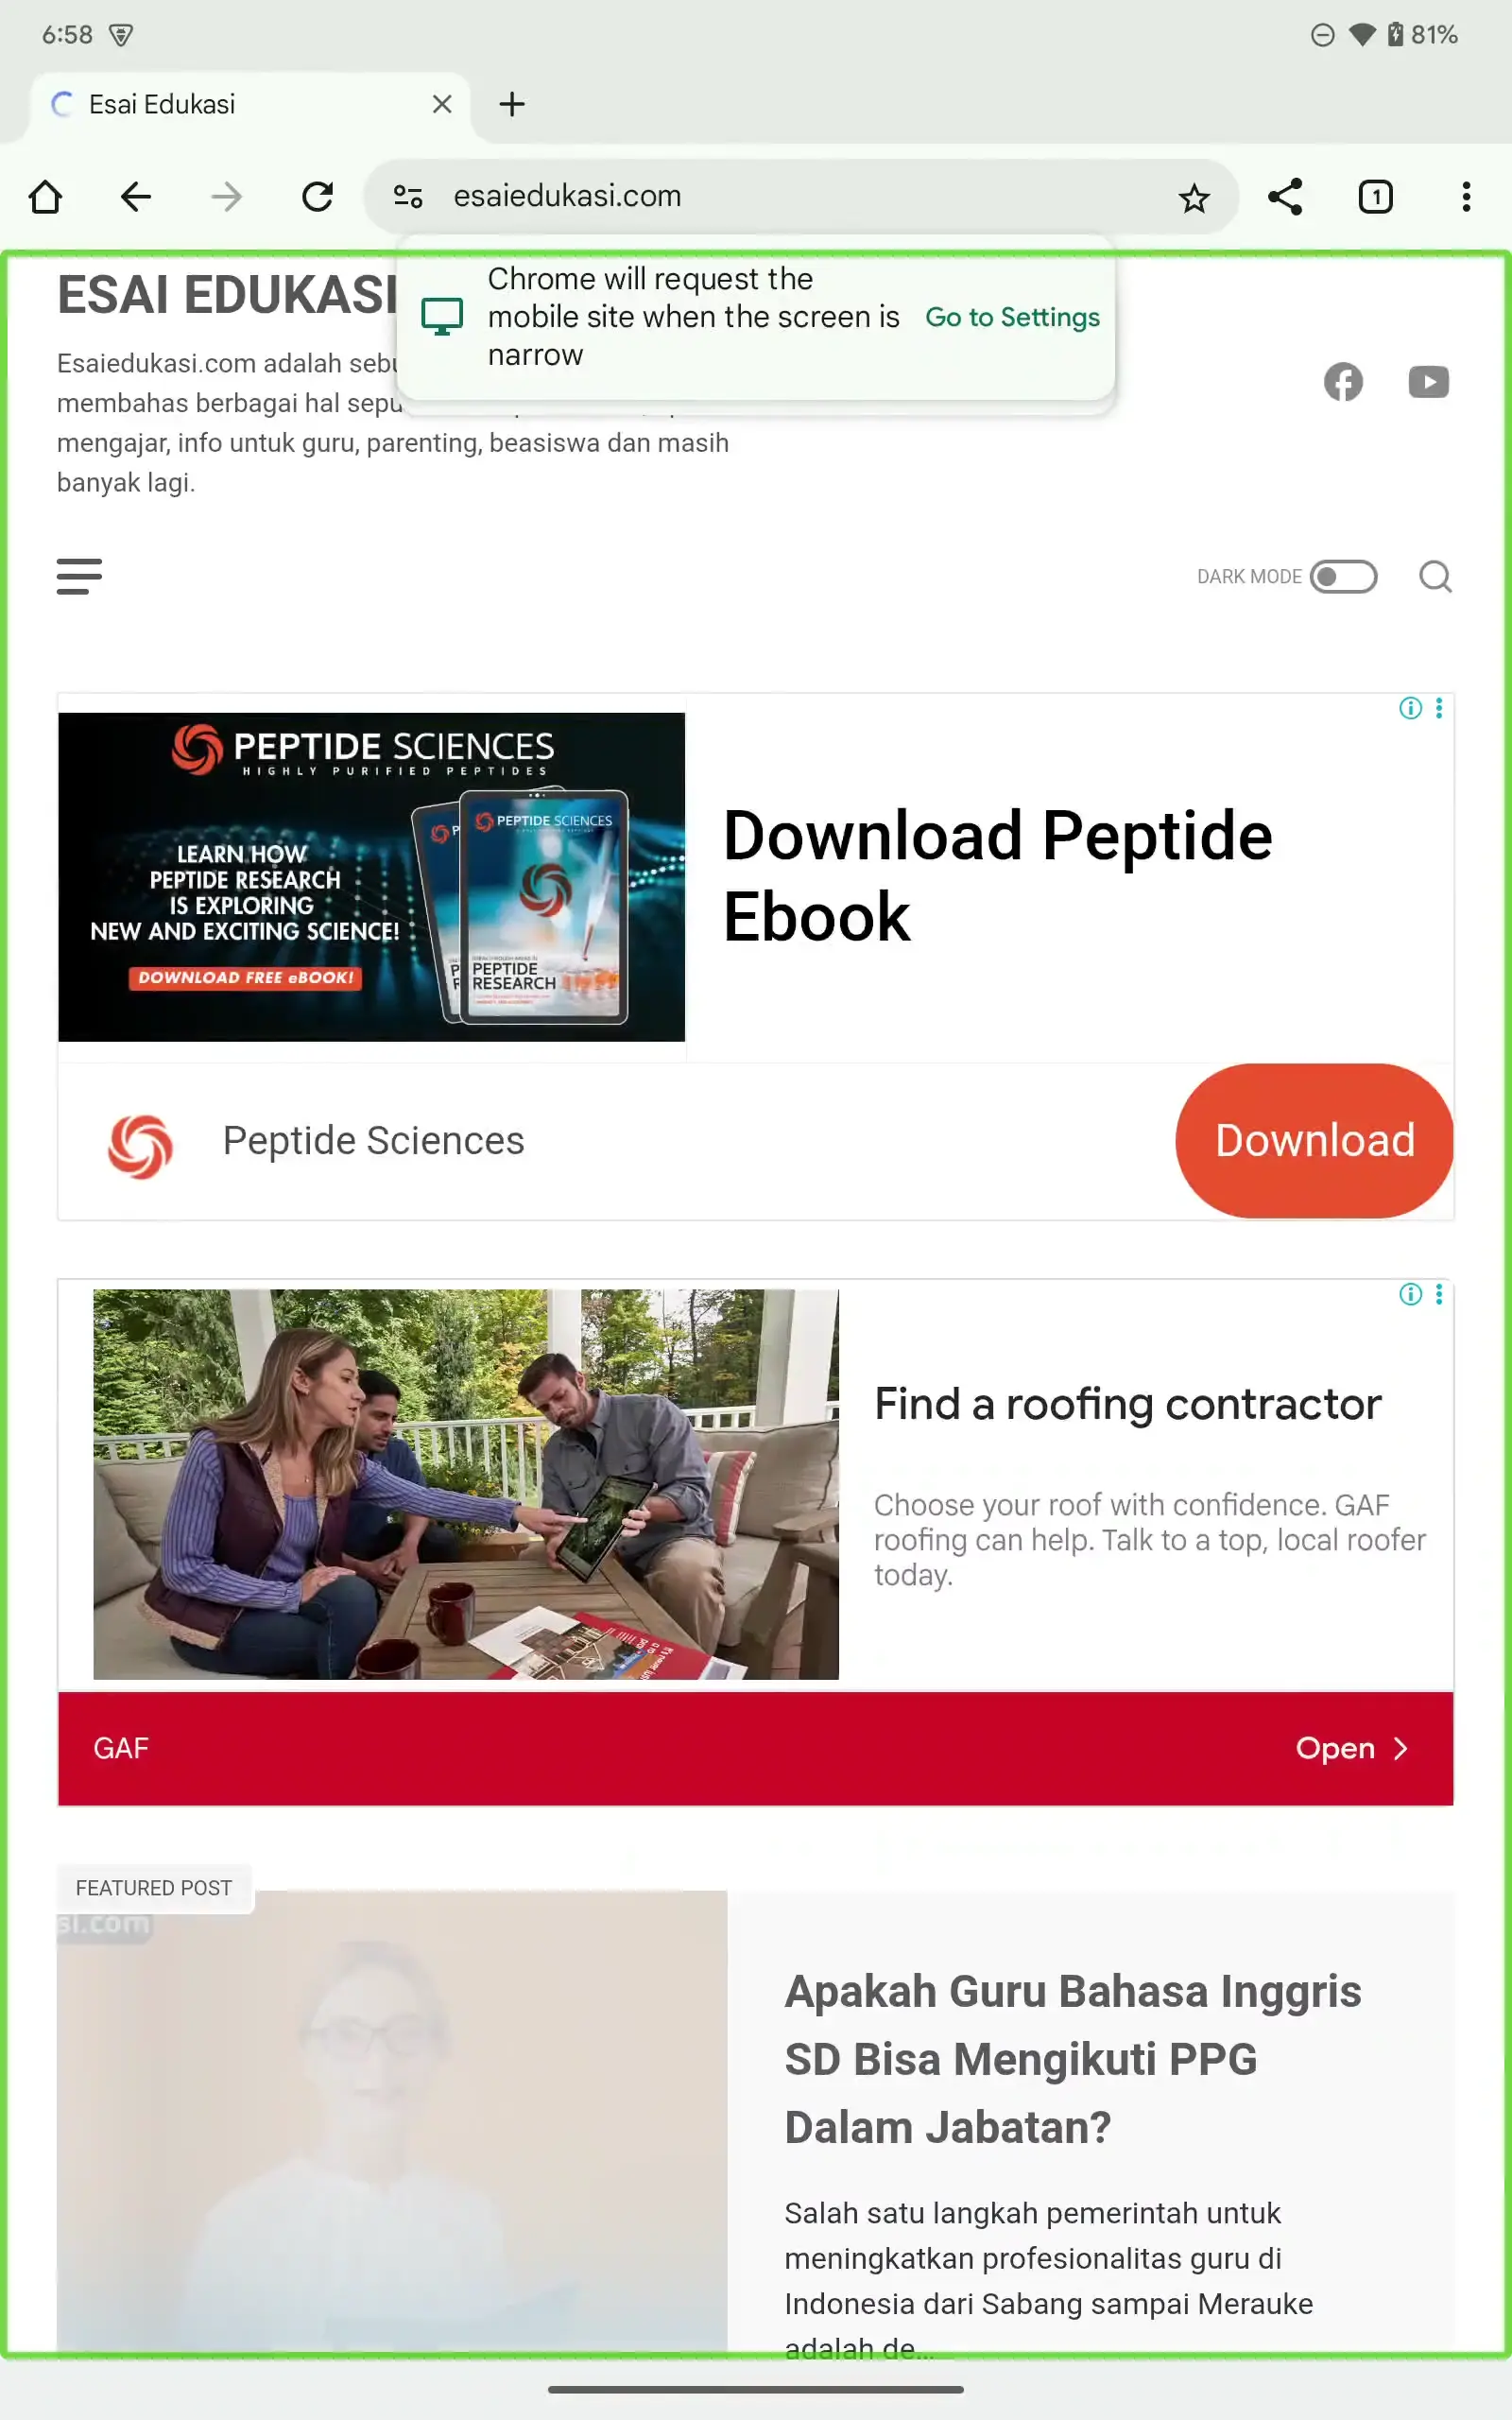 6:58
81%
Esai Edukasi
esaiedukasi.com
1
Chrome will request the
mobile site when the screen is
narrow
Go to Settings
ESAI EDUKASI
Esaiedukasi.com adalah
membahas berbagai hal
mengajar, info untuk guru, parenting, beasiswa dan masih
banyak lagi.
DARK MODE
PEPTIDE SCIENCES
HIGHLY PURIFIED PEPTIDES
LEARN HOW
PEPTIDE RESEARCH
IS EXPLORING
NEW AND EXCITING SCIENCE!
DOWNLOAD FREE eBOOK!
PEPTIDE SCIENCES
PEPTIDE
RESEARCH
Download Peptide
Ebook
Peptide Sciences
Download
Find a roofing contractor
Choose your roof with confidence. GAF
roofing can help. Talk to a top, local roofer
today.
GAF
Open
FEATURED POST
si.com
Apakah Guru Bahasa Inggris
SD Bisa Mengikuti PPG
Dalam Jabatan?
Salah satu langkah pemerintah untuk
meningkatkan profesionalitas guru di
Indonesia dari Sabang sampai Merauke
adalah de...